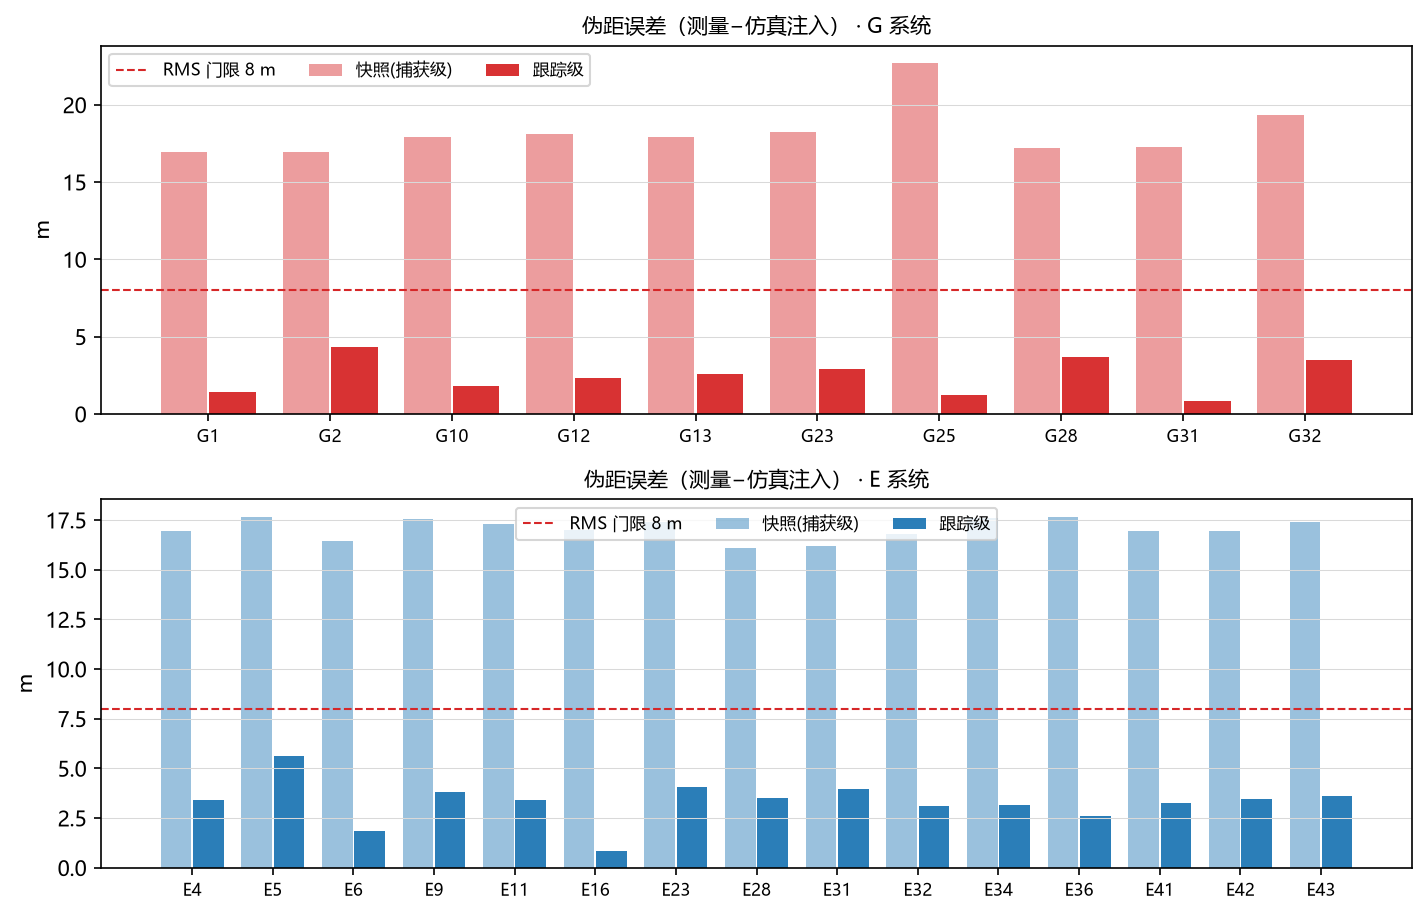 伪距误差（测量−仿真注入） · G 系统
RMS 门限 8 m
快照(捕获级)
跟踪级
m
20
15
10
5
0
G1
G2
G10
G12
G13
G23
G25
G28
G31
G32
伪距误差（测量−仿真注入） · E 系统
RMS 门限 8 m
快照(捕获级)
跟踪级
m
17.5
15.0
12.5
10.0
7.5
5.0
2.5
0.0
E4
E5
E6
E9
E11
E16
E23
E28
E31
E32
E34
E36
E41
E42
E43